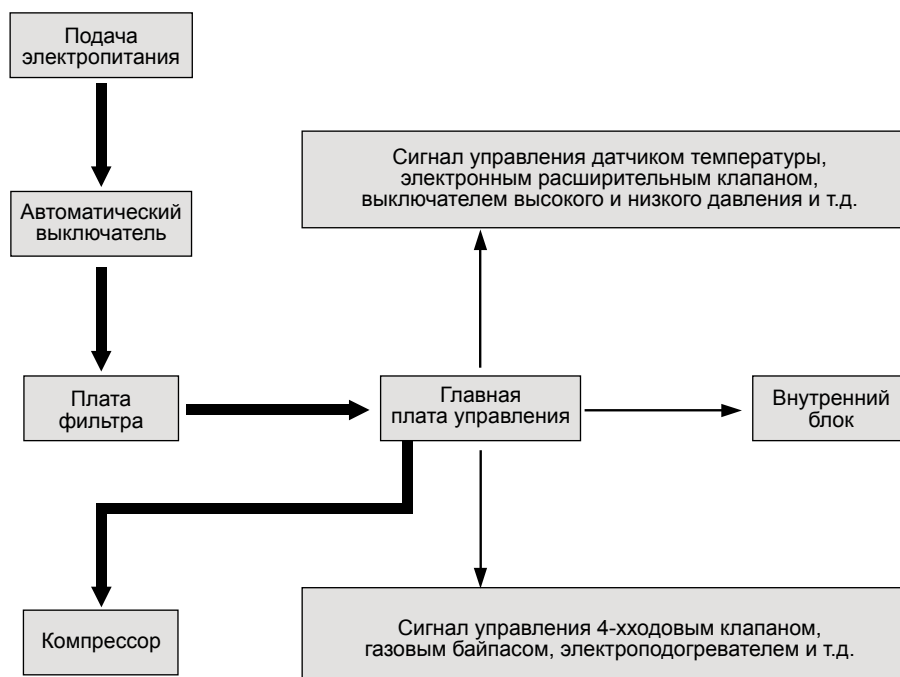 Подача
электропитания
Сигнал управления датчиком температуры,
электронным расширительным клапаном,
выключателем высокого и низкого давления и т.д.
Автоматический
выключатель
Плата
фильтра
Главная
плата управления
Внутренний
блок
Компрессор
Сигнал управления 4-хходовым клапаном,
газовым байпасом, электроподогревателем и т.д.